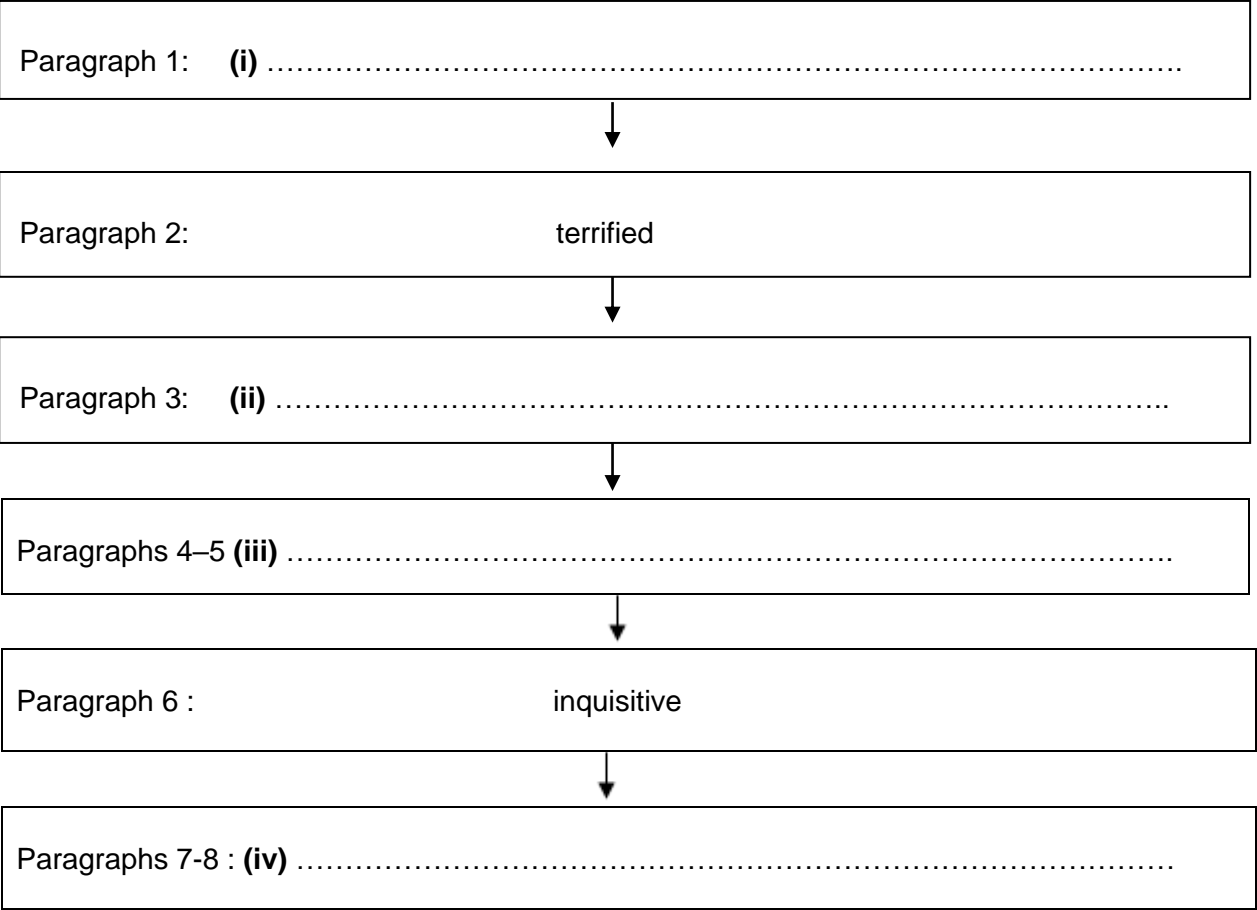 Paragraph 1: (i) ……………………………………………………………………………….
Paragraph 2: terrified
Paragraph 3: (ii) ……………………………………………………………………………..
Paragraphs 4–5 (iii) …………………………………………………………………………….
Paragraph 6 : inquisitive
Paragraphs 7-8 : (iv) ……………………………………………………………………………